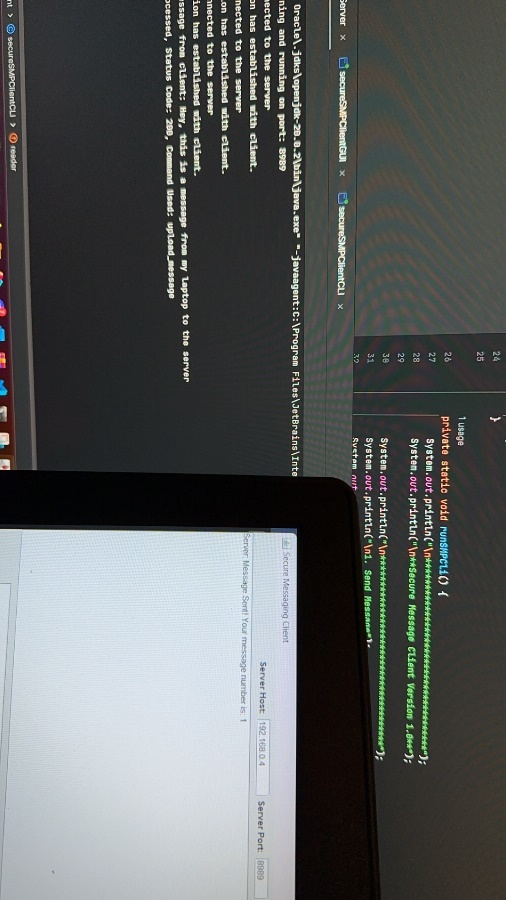 Server × secureSMPClientGUI × secureSMPClientCLI ×
Oracle\.jdks\openjdk-20.0.2\bin\java.exe" "-javaagent:C:\Program Files\JetBrains\Inte
ning and running on port: 8989
ected to the server
on has established with client.
nected to the server
on has established with client.
nected to the server
ion has established with client.
essage from client: Hey, this is a message from my laptop to the server
ocessed, Status Code: 200, Command Used: upload_message
nt > secureSMPClientCLI > reader
24 }
25
1 usage
26 private static void runSMPCli() {
27 System.out.println("\n**********************************");
28 System.out.println("\n**Secure Message Client Version 1.0**");
29
30 System.out.println("\n**********************************");
31 System.out.println("\n1. Send Message");
32 System.out
Secure Messaging Client
Server Host: 192.168.0.4 Server Port: 8989
Server: Message Sent! Your message number is: 1